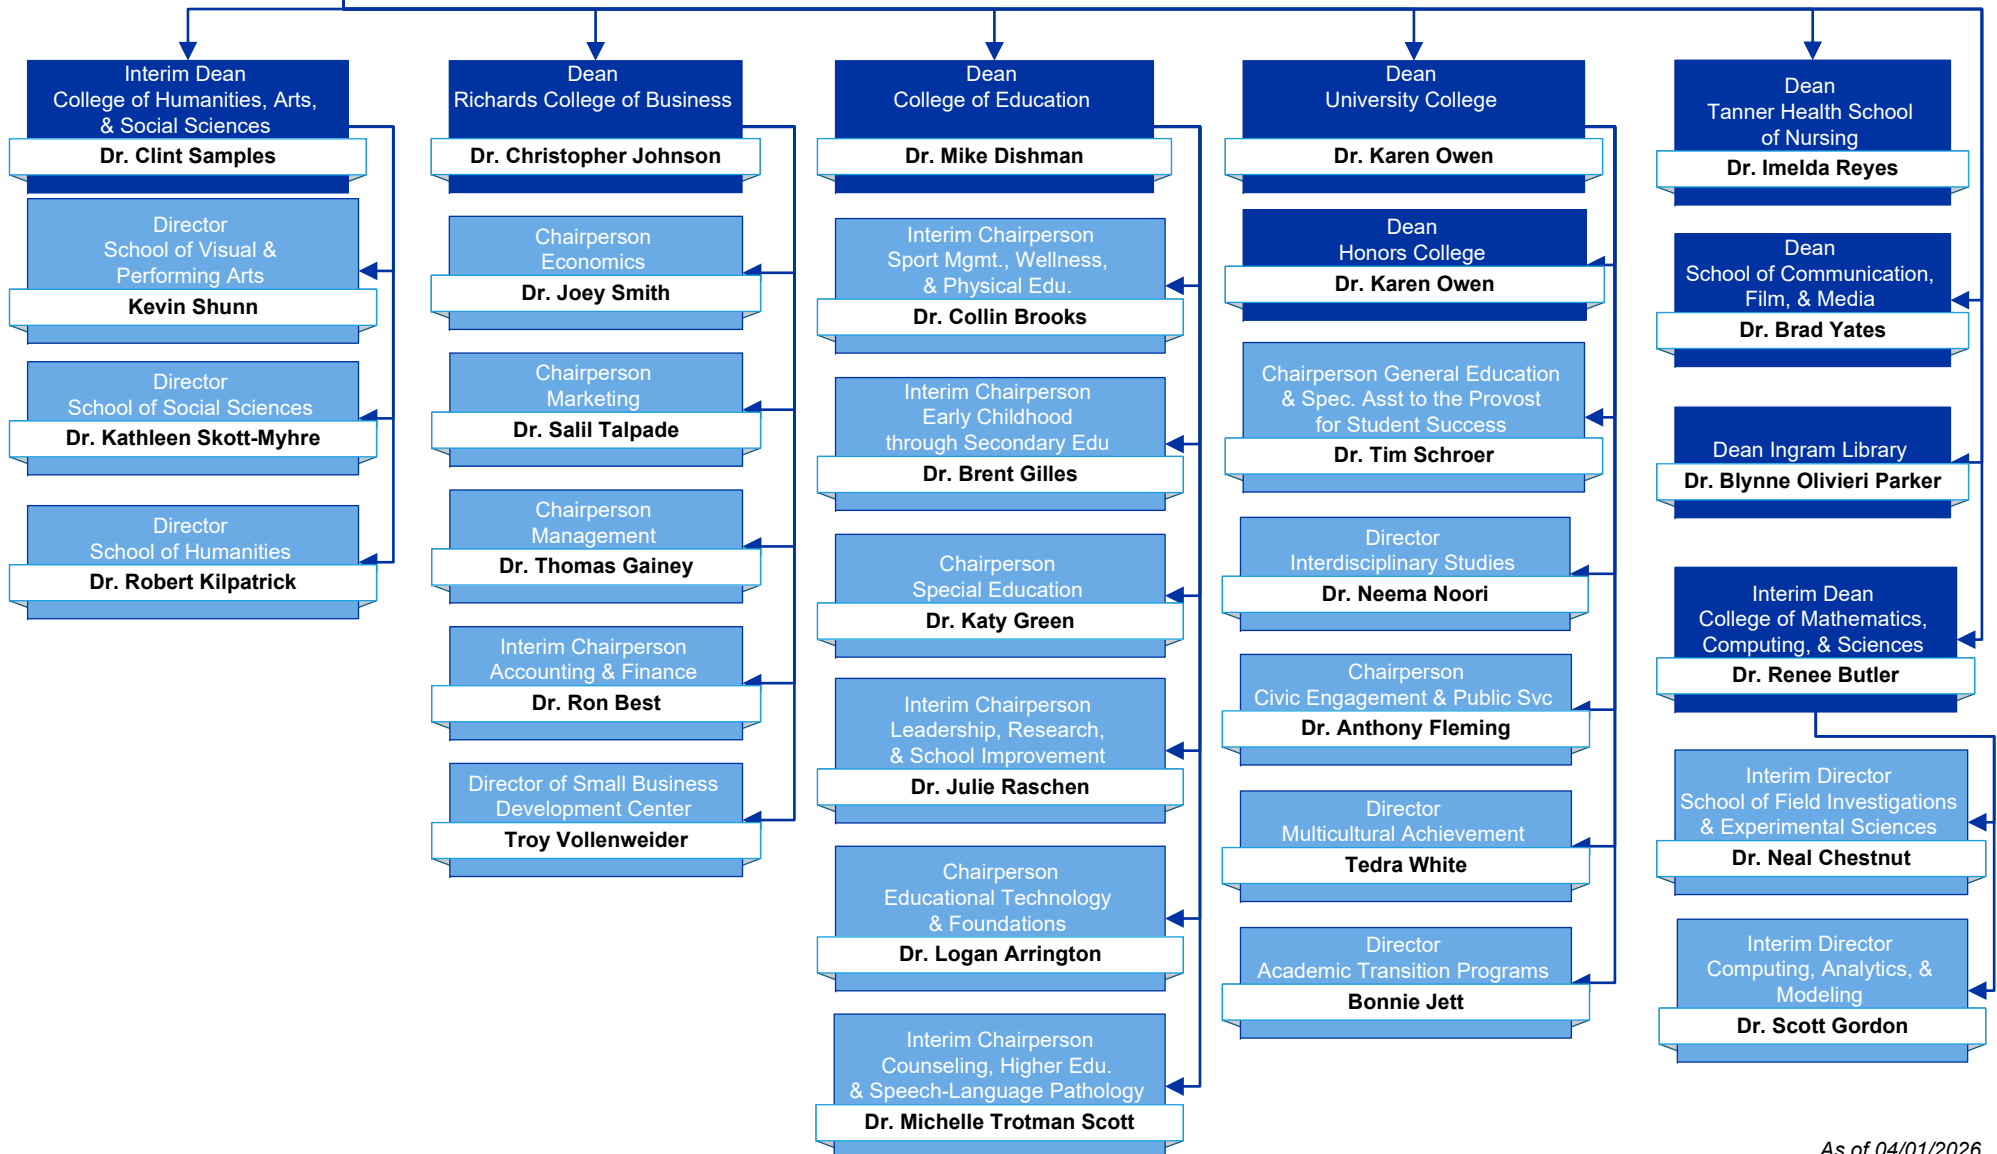 Interim Dean
College of Humanities, Arts,
& Social Sciences
Dr. Clint Samples
Director
School of Visual &
Performing Arts
Kevin Shunn
Director
School of Social Sciences
Dr. Kathleen Skott-Myhre
Director
School of Humanities
Dr. Robert Kilpatrick
Dean
Richards College of Business
Dr. Christopher Johnson
Chairperson
Economics
Dr. Joey Smith
Chairperson
Marketing
Dr. Salil Talpade
Chairperson
Management
Dr. Thomas Gainey
Interim Chairperson
Accounting & Finance
Dr. Ron Best
Director of Small Business
Development Center
Troy Vollenweider
Dean
College of Education
Dr. Mike Dishman
Interim Chairperson
Sport Mgmt., Wellness,
& Physical Edu.
Dr. Collin Brooks
Interim Chairperson
Early Childhood
through Secondary Edu
Dr. Brent Gilles
Chairperson
Special Education
Dr. Katy Green
Interim Chairperson
Leadership, Research,
& School Improvement
Dr. Julie Raschen
Chairperson
Educational Technology
& Foundations
Dr. Logan Arrington
Interim Chairperson
Counseling, Higher Edu.
& Speech-Language Pathology
Dr. Michelle Trotman Scott
Dean
University College
Dr. Karen Owen
Dean
Honors College
Dr. Karen Owen
Chairperson General Education
& Spec. Asst to the Provost
for Student Success
Dr. Tim Schroer
Director
Interdisciplinary Studies
Dr. Neema Noori
Chairperson
Civic Engagement & Public Svc
Dr. Anthony Fleming
Director
Multicultural Achievement
Tedra White
Director
Academic Transition Programs
Bonnie Jett
Dean
Tanner Health School
of Nursing
Dr. Imelda Reyes
Dean
School of Communication,
Film, & Media
Dr. Brad Yates
Dean Ingram Library
Dr. Blynne Olivieri Parker
Interim Dean
College of Mathematics,
Computing, & Sciences
Dr. Renee Butler
Interim Director
School of Field Investigations
& Experimental Sciences
Dr. Neal Chestnut
Interim Director
Computing, Analytics, &
Modeling
Dr. Scott Gordon
As of 04/01/2026